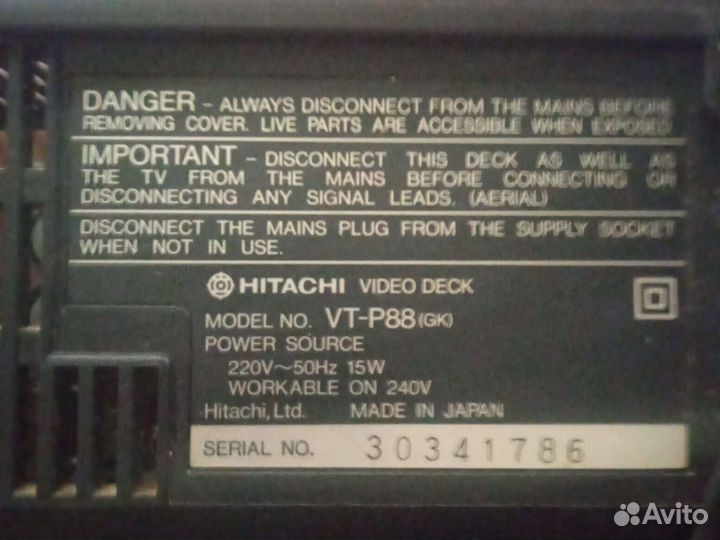 DANGER - ALWAYS DISCONNECT FROM THE MAINS BEFORE
REMOVING COVER. LIVE PARTS ARE ACCESSIBLE WHEN EXPOSED
IMPORTANT - DISCONNECT THIS DECK AS WELL AS
THE TV FROM THE MAINS BEFORE CONNECTING OR
DISCONNECTING ANY SIGNAL LEADS. (AERIAL)
DISCONNECT THE MAINS PLUG FROM THE SUPPLY SOCKET
WHEN NOT IN USE.
HITACHI VIDEO DECK
MODEL NO. VT-P88(GK)
POWER SOURCE
220V~50Hz 15W
WORKABLE ON 240V
Hitachi, Ltd. MADE IN JAPAN
SERIAL NO. 30341786
Avito